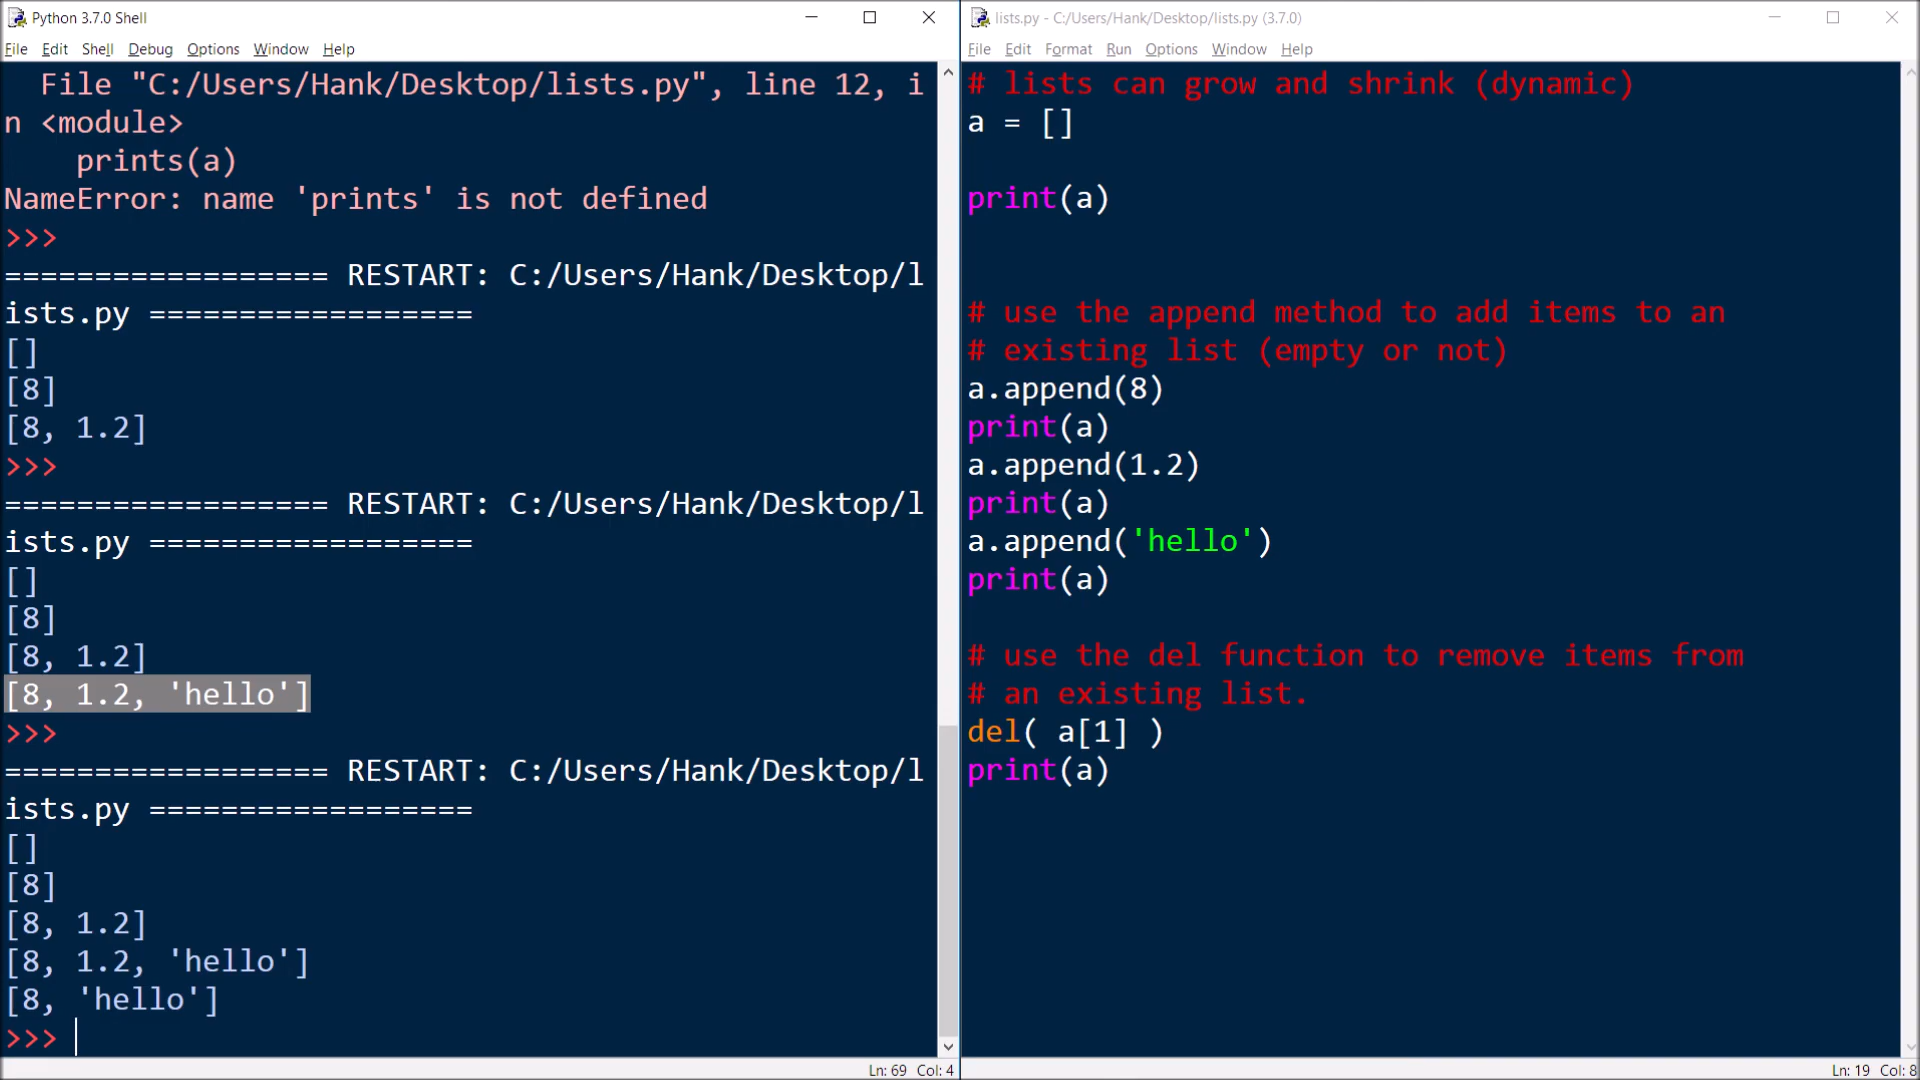 Python 3.7.0 Shell
File Edit Shell Debug Options Window Help
File "C:/Users/Hank/Desktop/lists.py", line 12, i
n <module>
prints(a)
NameError: name 'prints' is not defined
>>>
================== RESTART: C:/Users/Hank/Desktop/l
ists.py ==================
[]
[8]
[8, 1.2]
>>>
================== RESTART: C:/Users/Hank/Desktop/l
ists.py ==================
[]
[8]
[8, 1.2]
[8, 1.2, 'hello']
>>>
================== RESTART: C:/Users/Hank/Desktop/l
ists.py ==================
[]
[8]
[8, 1.2]
[8, 1.2, 'hello']
[8, 'hello']
>>>
Ln: 69 Col: 4
lists.py - C:/Users/Hank/Desktop/lists.py (3.7.0)
File Edit Format Run Options Window Help
# lists can grow and shrink (dynamic)
a = []
print(a)
# use the append method to add items to an
# existing list (empty or not)
a.append(8)
print(a)
a.append(1.2)
print(a)
a.append('hello')
print(a)
# use the del function to remove items from
# an existing list.
del( a[1] )
print(a)
Ln: 19 Col: 8